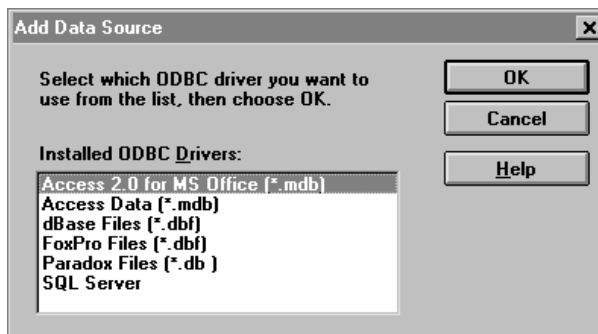 Add Data Source
Select which ODBC driver you want to
use from the list, then choose OK.
OK
Cancel
Help
Installed ODBC Drivers:
Access 2.0 for MS Office (*.mdb)
Access Data (*.mdb)
dBase Files (*.dbf)
FoxPro Files (*.dbf)
Paradox Files (*.db )
SQL Server